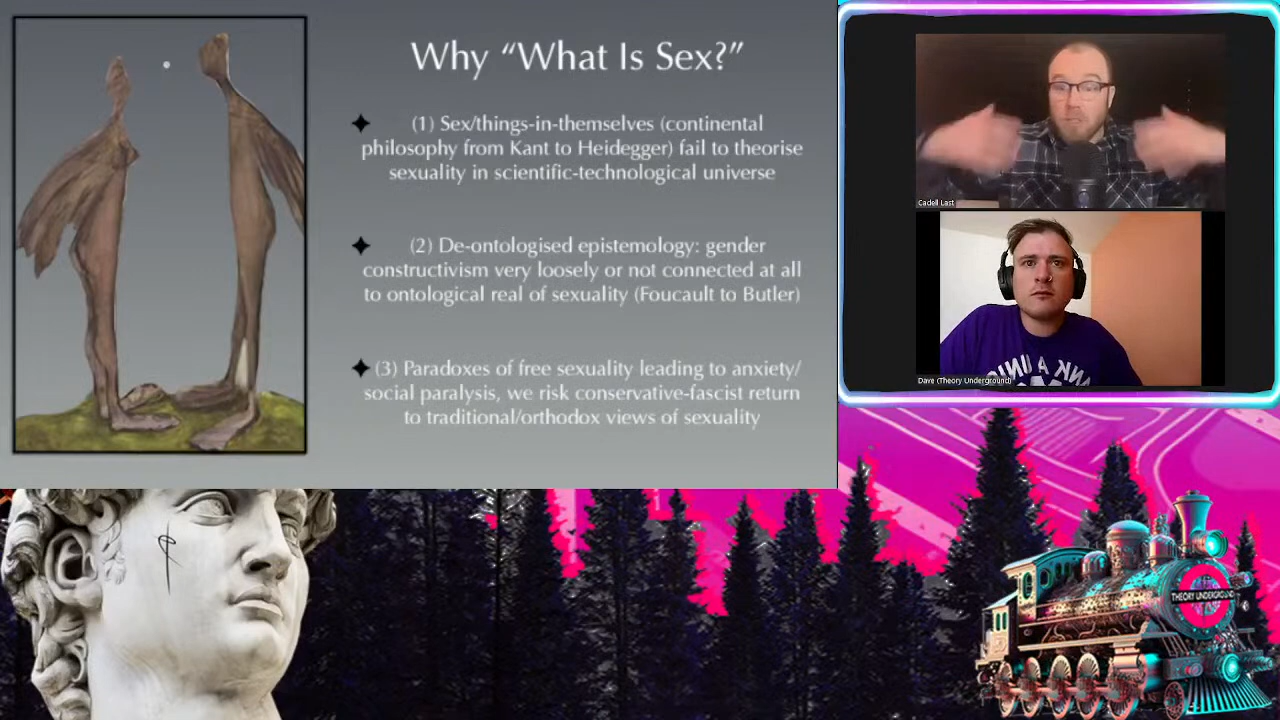 Why “What Is Sex?”
(1) Sex/things-in-themselves (continental
philosophy from Kant to Heidegger) fail to theorise
sexuality in scientific-technological universe
(2) De-ontologised epistemology: gender
constructivism very loosely or not connected at all
to ontological real of sexuality (Foucault to Butler)
(3) Paradoxes of free sexuality leading to anxiety/
social paralysis, we risk conservative-fascist return
to traditional/orthodox views of sexuality
Cadell Last
Dave (Theory Underground)
THEORY UNDERGROUND